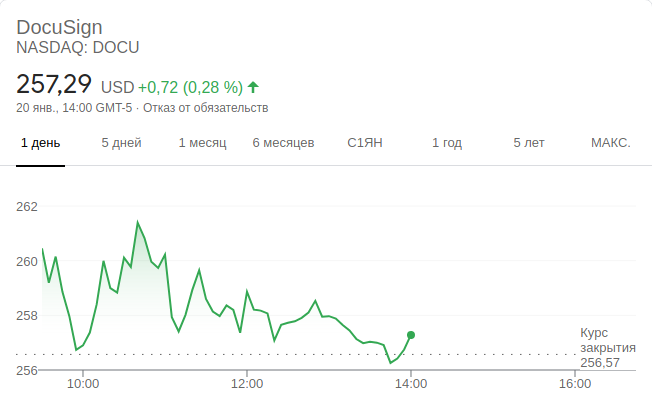 DocuSign
NASDAQ: DOCU
257,29 USD +0,72 (0,28 %)
20 янв., 14:00 GMT-5 · Отказ от обязательств
1 день 5 дней 1 месяц 6 месяцев С1ЯН 1 год 5 лет МАКС.
262
260
258
256
Курс
закрытия
256,57
10:00 12:00 14:00 16:00